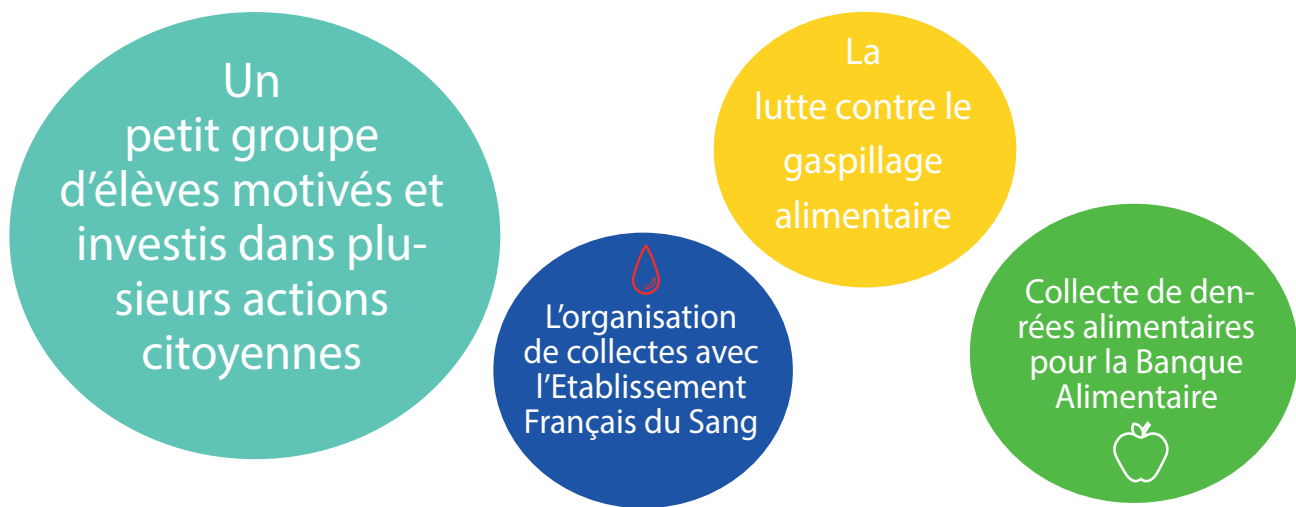 Un
petit groupe
d’élèves motivés et
investis dans plu-
sieurs actions
citoyennes
L’organisation
de collectes avec
l’Etablissement
Français du Sang
La
lutte contre le
gaspillage
alimentaire
Collecte de den-
rées alimentaires
pour la Banque
Alimentaire